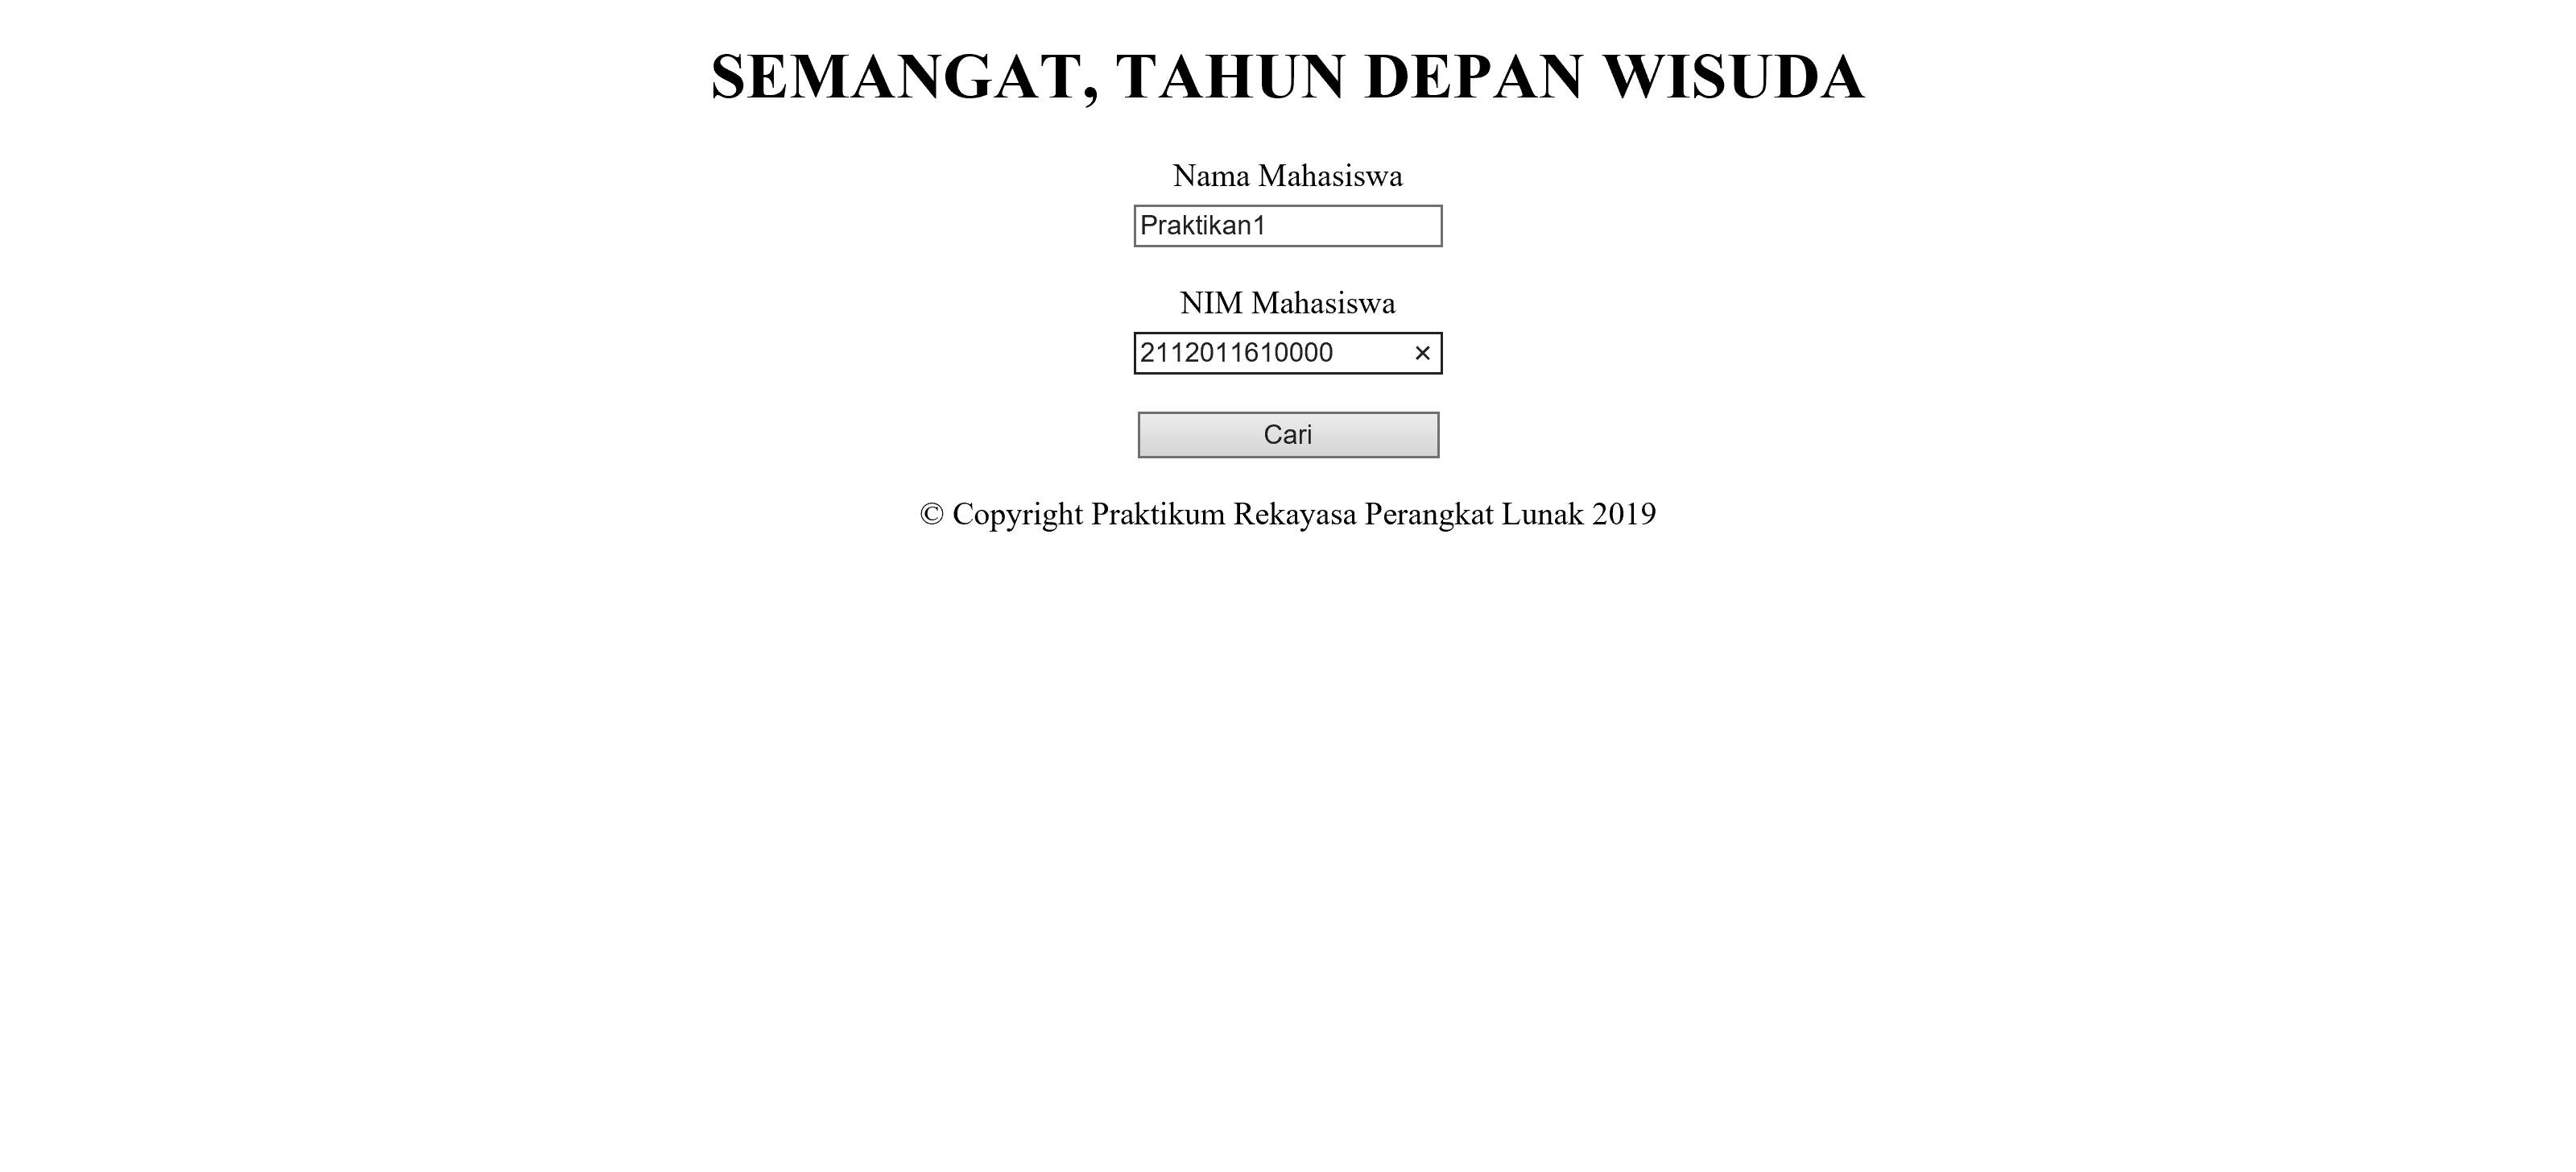 SEMANGAT, TAHUN DEPAN WISUDA
Nama Mahasiswa
Praktikan1
NIM Mahasiswa
2112011610000
Cari
© Copyright Praktikum Rekayasa Perangkat Lunak 2019